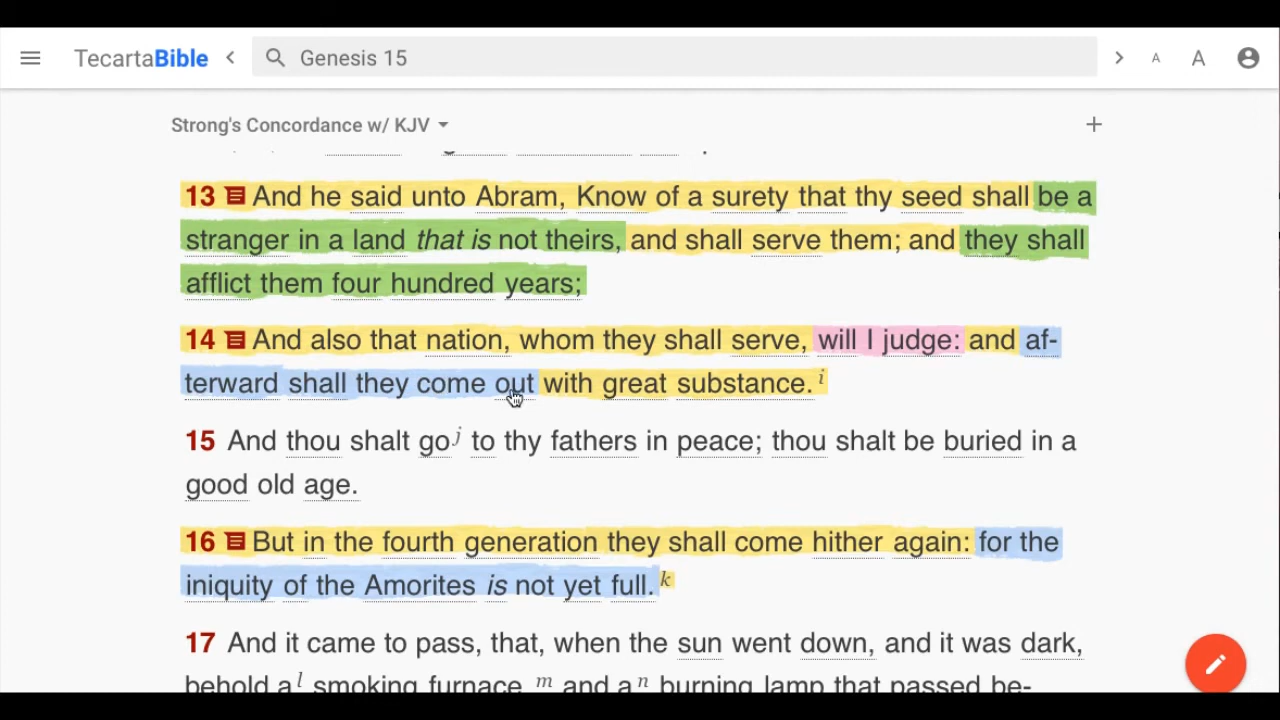 TecartaBible
Genesis 15
A A
Strong's Concordance w/ KJV
13 And he said unto Abram, Know of a surety that thy seed shall be a
stranger in a land that is not theirs, and shall serve them; and they shall
afflict them four hundred years;
14 And also that nation, whom they shall serve, will I judge: and af-
terward shall they come out with great substance. i
15 And thou shalt go j to thy fathers in peace; thou shalt be buried in a
good old age.
16 But in the fourth generation they shall come hither again: for the
iniquity of the Amorites is not yet full. k
17 And it came to pass, that, when the sun went down, and it was dark,
behold a l smoking furnace, m and a n burning lamp that passed be-